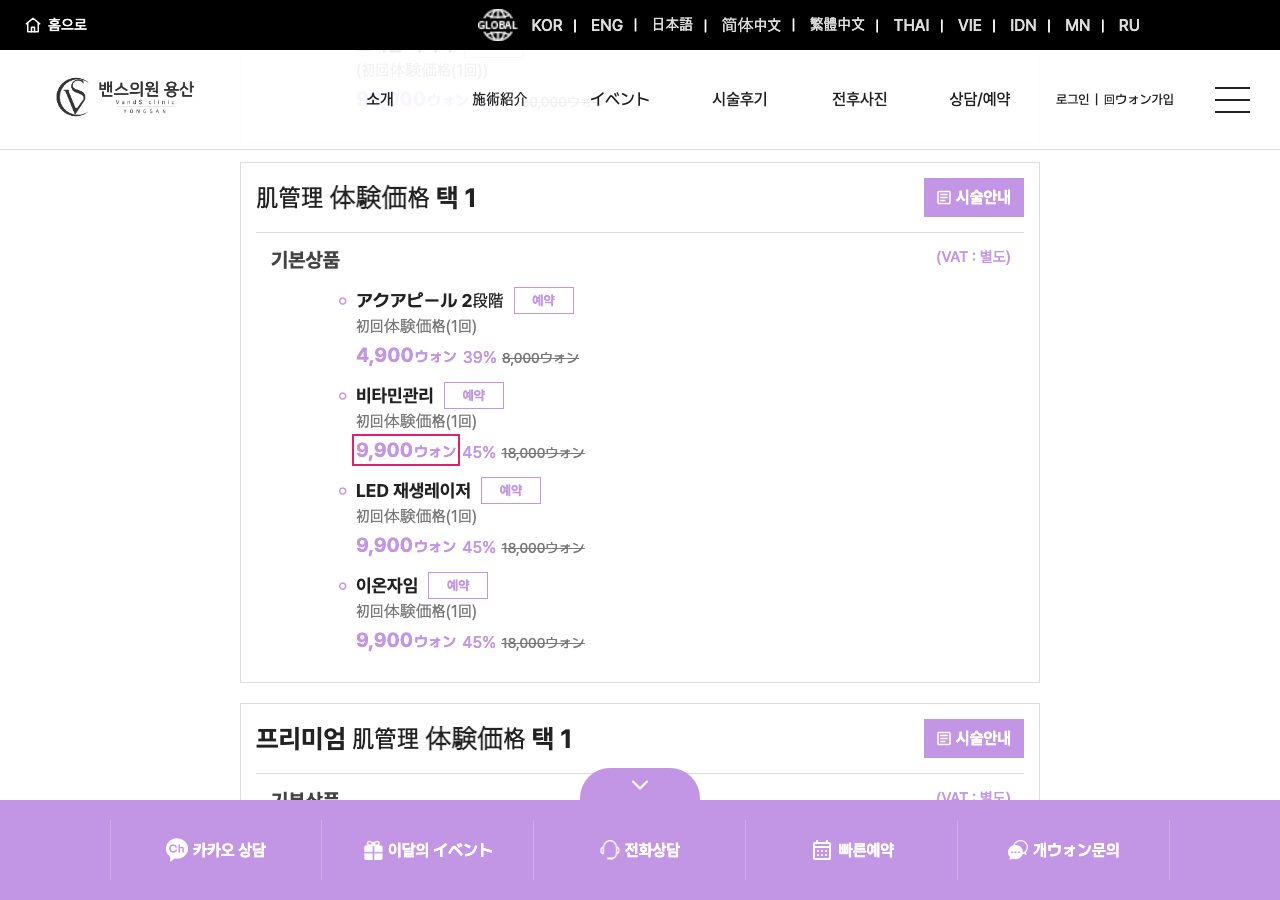 홈으로
GLOBAL KOR | ENG | 日本語 | 简体中文 | 繁體中文 | THAI | VIE | IDN | MN | RU
(初回体験価格(1回))
밴스의원 용산
VandS clinic
YONGSAN
소개 施術紹介 イベント 시술후기 전후사진 상담/예약 로그인 | 回ウォン가입
肌管理 体験価格 택 1
시술안내
기본상품
(VAT : 별도)
アクアピール 2段階 예약
初回体験価格(1回)
4,900ウォン 39% 8,000ウォン
비타민관리 예약
初回体験価格(1回)
9,900ウォン 45% 18,000ウォン
LED 재생레이저 예약
初回体験価格(1回)
9,900ウォン 45% 18,000ウォン
이온자임 예약
初回体験価格(1回)
9,900ウォン 45% 18,000ウォン
프리미엄 肌管理 体験価格 택 1
시술안내
기본상품
(VAT : 별도)
Ch 카카오 상담
이달의 イベント
전화상담
빠른예약
개ウォン문의